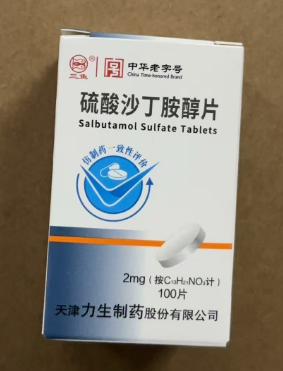 三鱼
中华老字号
China Time-honored Brand
硫酸沙丁胺醇片
Salbutamol Sulfate Tablets
仿制药一致性评价
2mg（按C₁₃H₂₁NO₃计）
100片
天津力生制药股份有限公司